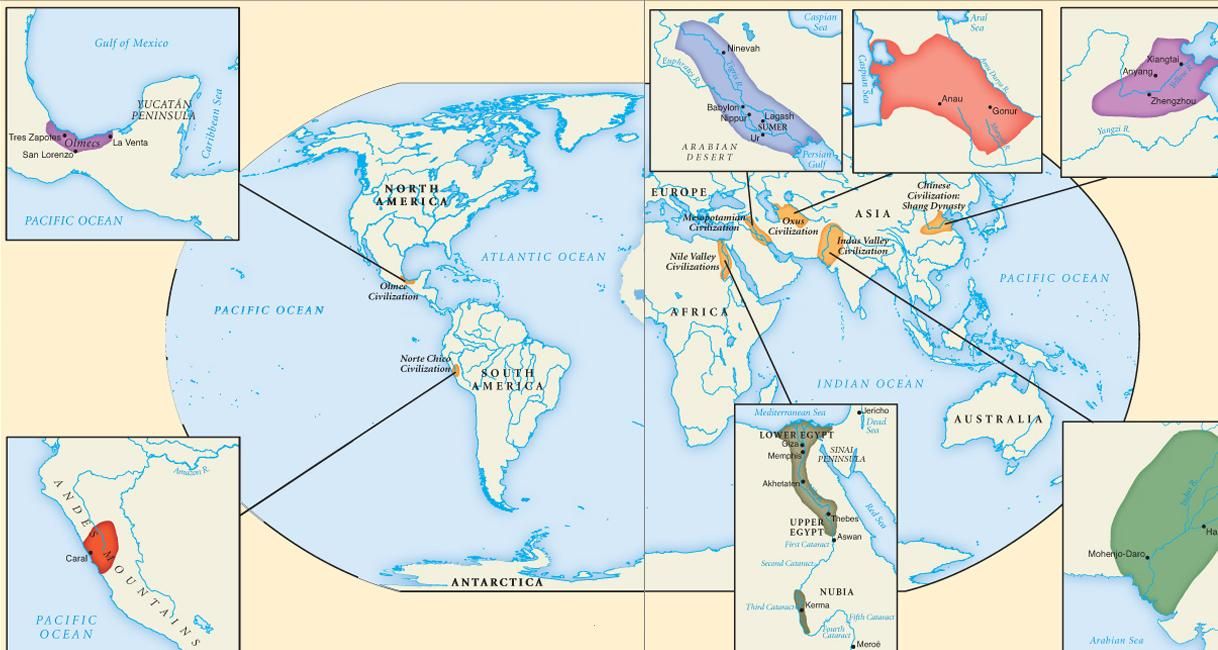 Gulf of Mexico
YUCATÁN
PENINSULA
Caribbean Sea
Tres Zapotes
Olmecs
La Venta
San Lorenzo
PACIFIC OCEAN
Caspian
Sea
Ninevah
Euphrates R.
Tigris R.
Babylon
Nippur
Lagash
SUMER
Ur
ARABIAN
DESERT
Persian
Gulf
Aral
Sea
Caspian Sea
Amu Darya R.
Anau
Gonur
Xiangtai
Anyang
Yellow R.
Zhengzhou
Yangzi R.
NORTH
AMERICA
ATLANTIC OCEAN
PACIFIC OCEAN
Olmec
Civilization
Norte Chico
Civilization
SOUTH
AMERICA
ANTARCTICA
EUROPE
Mesopotamian
Civilization
Oxus
Civilization
ASIA
Chinese
Civilization:
Shang Dynasty
Indus Valley
Civilization
Nile Valley
Civilizations
AFRICA
PACIFIC OCEAN
INDIAN OCEAN
AUSTRALIA
Amazon R.
ANDES MOUNTAINS
Caral
PACIFIC
OCEAN
Mediterranean Sea
Jericho
Dead
Sea
LOWER EGYPT
Giza
Memphis
SINAI
PENINSULA
Akhetaten
Red Sea
Thebes
UPPER
EGYPT
Aswan
First Cataract
Second Cataract
NUBIA
Third Cataract
Kerma
Fifth Cataract
Fourth
Cataract
Meroë
Indus R.
Ha
Mohenjo-Daro
Arabian Sea